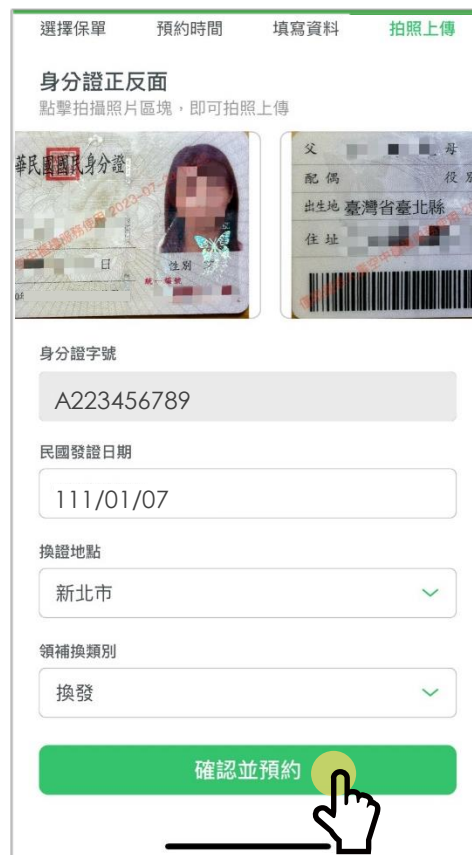 選擇保單 預約時間 填寫資料 拍照上傳
身分證正反面
點擊拍攝照片區塊，即可拍照上傳
華民國國民身分證
日
性別
統一編號
父 母
配偶 役別
出生地 臺灣省臺北縣
住址
身分證字號
A223456789
民國發證日期
111/01/07
換證地點
新北市
領補換類別
換發
確認並預約